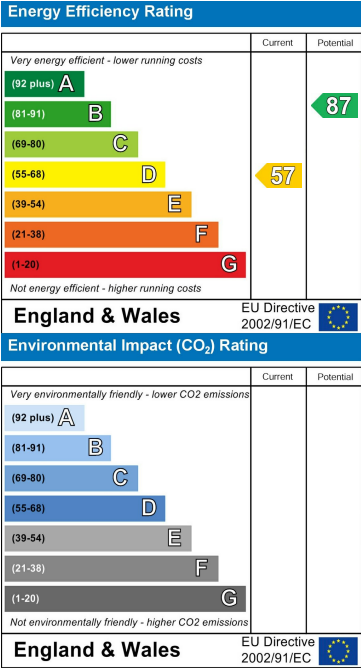 Energy Efficiency Rating
Current Potential
Very energy efficient - lower running costs
(92 plus) A
(81-91) B
87
(69-80) C
(55-68) D
57
(39-54) E
(21-38) F
(1-20) G
Not energy efficient - higher running costs
England & Wales
EU Directive
2002/91/EC
Environmental Impact (CO₂) Rating
Current Potential
Very environmentally friendly - lower CO2 emissions
(92 plus) A
(81-91) B
(69-80) C
(55-68) D
(39-54) E
(21-38) F
(1-20) G
Not environmentally friendly - higher CO2 emissions
England & Wales
EU Directive
2002/91/EC